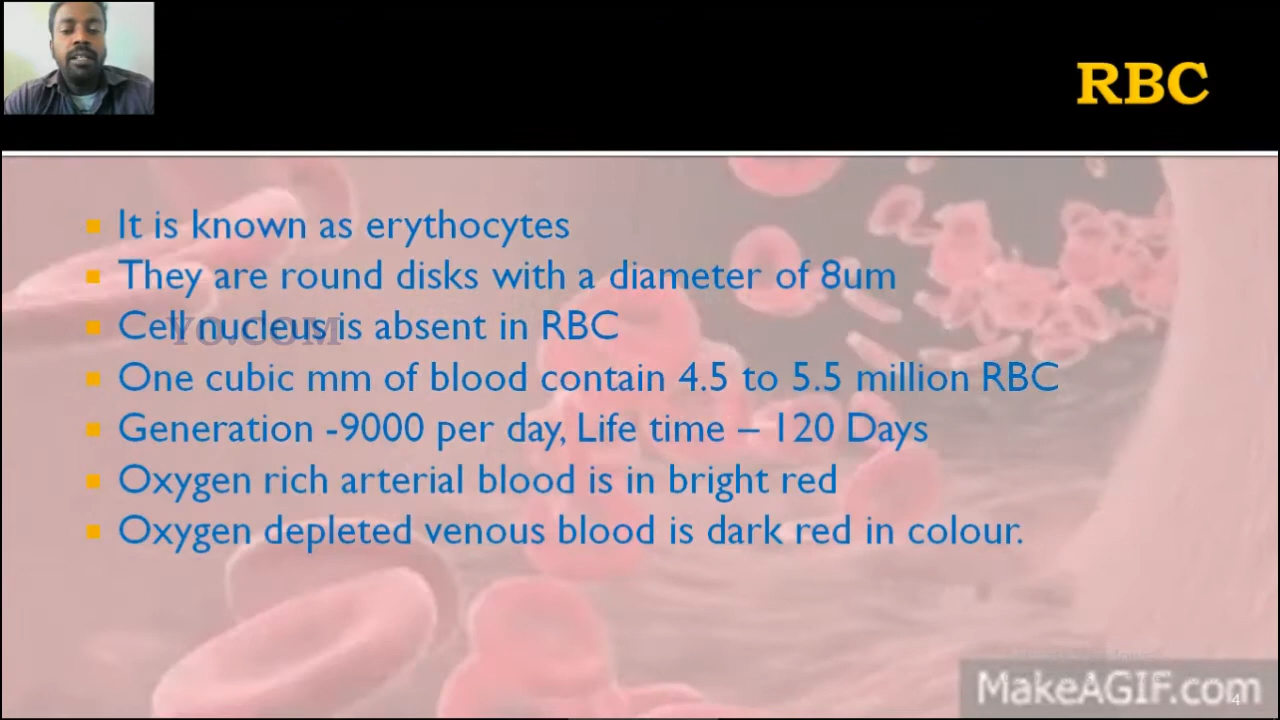 RBC
It is known as erythocytes
They are round disks with a diameter of 8um
Cell nucleus is absent in RBC
YO.COM
One cubic mm of blood contain 4.5 to 5.5 million RBC
Generation -9000 per day, Life time – 120 Days
Oxygen rich arterial blood is in bright red
Oxygen depleted venous blood is dark red in colour.
MakeAGIF.com
4